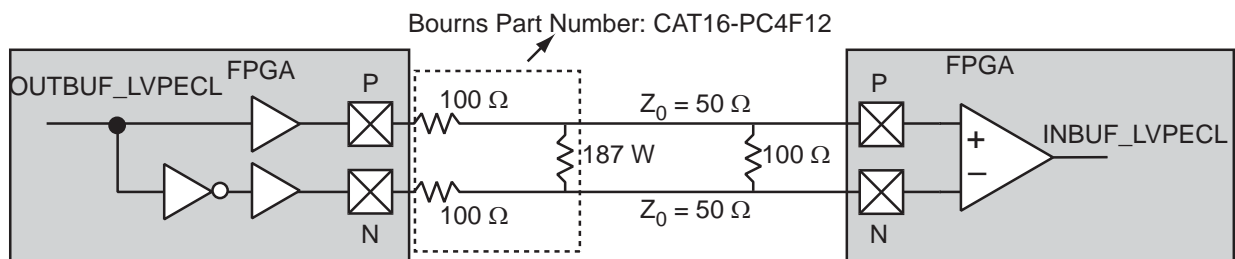 Bourns Part Number: CAT16-PC4F12
OUTBUF_LVPECL
FPGA
P
100 Ω
Z0 = 50 Ω
187 W
100 Ω
100 Ω
Z0 = 50 Ω
N
FPGA
P
+
–
INBUF_LVPECL
N